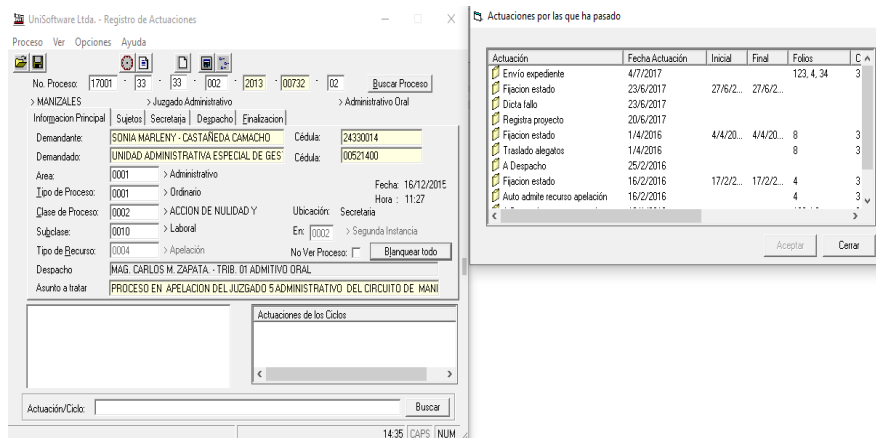 UniSoftware Ltda. - Registro de Actuaciones
Proceso Ver Opciones Ayuda
No. Proceso: 17001 - 33 - 33 - 002 - 2013 - 00732 - 02 Buscar Proceso
> MANIZALES > Juzgado Administrativo > Administrativo Oral
Informacion Principal Sujetos Secretaria Despacho Finalizacion
Demandante: SONIA MARLENY - CASTAÑEDA CAMACHO Cédula: 24330014
Demandado: UNIDAD ADMINISTRATIVA ESPECIAL DE GES Cédula: 00521400
Area: 0001 > Administrativo
Fecha: 16/12/2015
Tipo de Proceso: 0001 > Ordinario
Hora : 11:27
Clase de Proceso: 0002 > ACCION DE NULIDAD Y Ubicación: Secretaria
Subclase: 0010 > Laboral En: 0002 > Segunda Instancia
Tipo de Recurso: 0004 > Apelación No Ver Proceso: Blanquear todo
Despacho MAG. CARLOS M. ZAPATA. - TRIB. 01 ADMITIVO ORAL
Asunto a tratar PROCESO EN APELACION DEL JUZGADO 5 ADMINISTRATIVO DEL CIRCUITO DE MANI
Actuaciones de los Ciclos
Actuación/Ciclo: Buscar
14:35 CAPS NUM
Actuaciones por las que ha pasado
Actuación Fecha Actuación Inicial Final Folios C
Envío expediente 4/7/2017 123, 4, 34 3
Fijacion estado 23/6/2017 27/6/2... 27/6/2...
Dicta fallo 23/6/2017
Registra proyecto 20/6/2017
Fijacion estado 1/4/2016 4/4/20... 4/4/20... 8 3
Traslado alegatos 1/4/2016 8 3
A Despacho 25/2/2016
Fijacion estado 16/2/2016 17/2/2... 17/2/2... 4 3
Auto admite recurso apelación 16/2/2016 4 3
Aceptar Cerrar